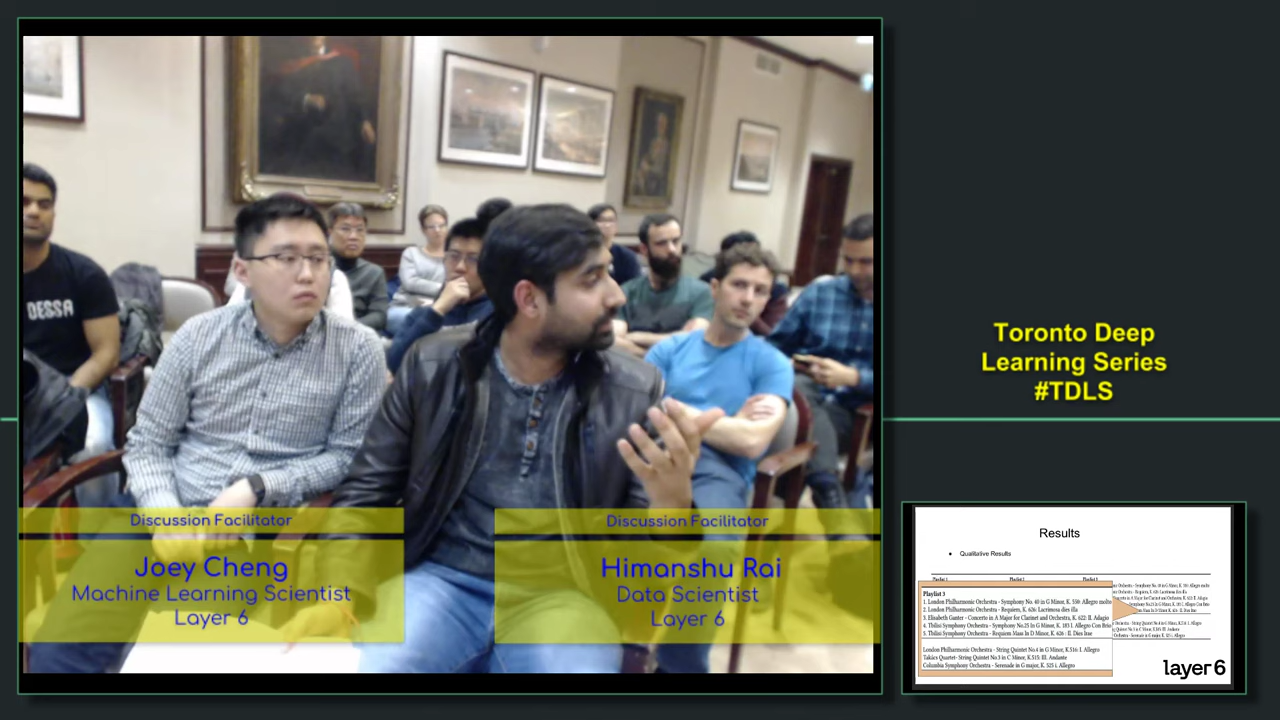 DESSA
Discussion Facilitator
Joey Cheng
Machine Learning Scientist
Layer 6
Discussion Facilitator
Himanshu Rai
Data Scientist
Layer 6
Toronto Deep
Learning Series
#TDLS
Results
• Qualitative Results
Playlist 1 Playlist 2 Playlist 3
Playlist 3
1. London Philharmonic Orchestra - Symphony No. 40 in G Minor, K. 550: Allegro molto
2. London Philharmonic Orchestra - Requiem, K. 626: Lacrimosa dies illa
3. Elisabeth Ganter - Concerto in A Major for Clarinet and Orchestra, K. 622: II. Adagio
4. Tbilisi Symphony Orchestra - Symphony No.25 In G Minor, K. 183 I. Allegro Con Brio
5. Tbilisi Symphony Orchestra - Requiem Mass In D Minor, K. 626 : II. Dies Irae
London Philharmonic Orchestra - String Quintet No.4 in G Minor, K.516: I. Allegro
Takács Quartet- String Quintet No.3 in C Minor, K.515: III. Andante
Columbia Symphony Orchestra - Serenade in G major, K. 525 i. Allegro
layer 6